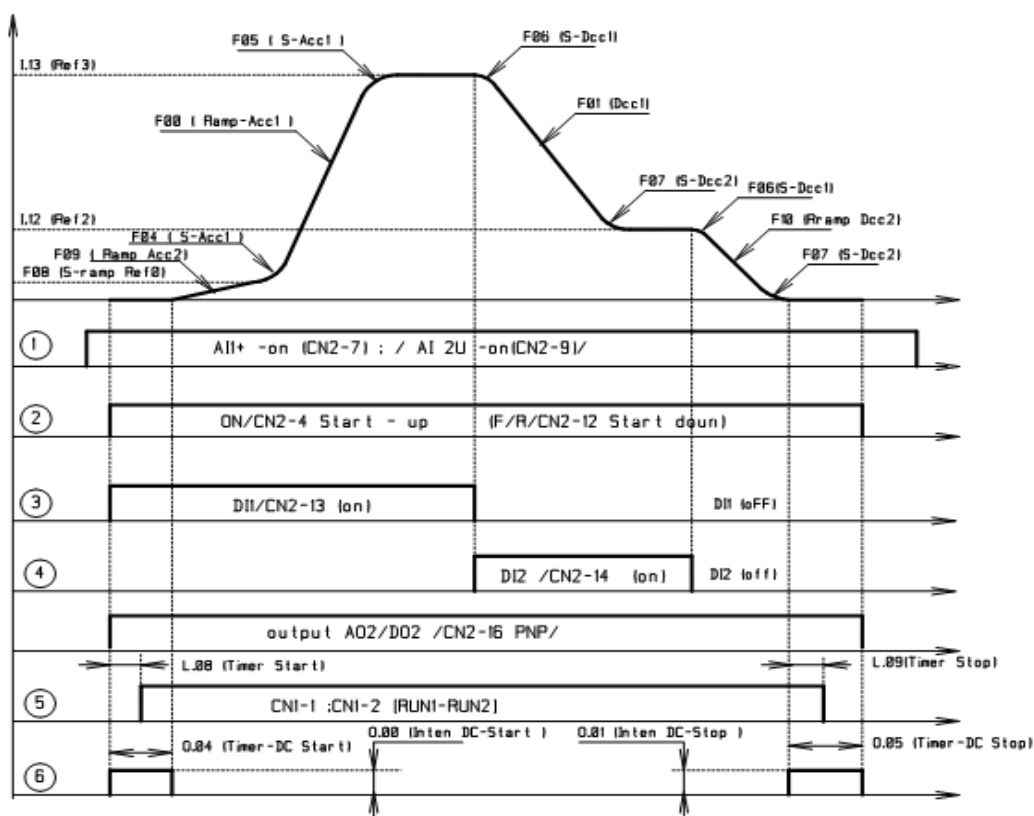 F05 ( S-Acc1 )
F06 (S-Dcc1)
I.13 (Ref3)
F01 (Dcc1)
F00 ( Ramp-Acc1 )
F07 (S-Dcc2)
F06(S-Dcc1)
I.12 (Ref2)
F10 (Rramp Dcc2)
F04 ( S-Acc1 )
F09 ( Ramp Acc2)
F07 (S-Dcc2)
F08 (S-ramp Ref0)
1
AI1+ -on (CN2-7) ; / AI 2U -on(CN2-9)/
2
ON/CN2-4 Start - up (F/R/CN2-12 Start doun)
3
DI1/CN2-13 (on)
DI1 (oFF)
4
DI2 /CN2-14 (on)
DI2 (off)
output AO2/DO2 /CN2-16 PNP/
L.08 (Timer Start)
L.09(Timer Stop)
5
CN1-1 ;CN1-2 [RUN1-RUN2]
O.04 (Timer-DC Start)
O.00 (Inten DC-Start )
O.01 (Inten DC-Stop )
O.05 (Timer-DC Stop)
6